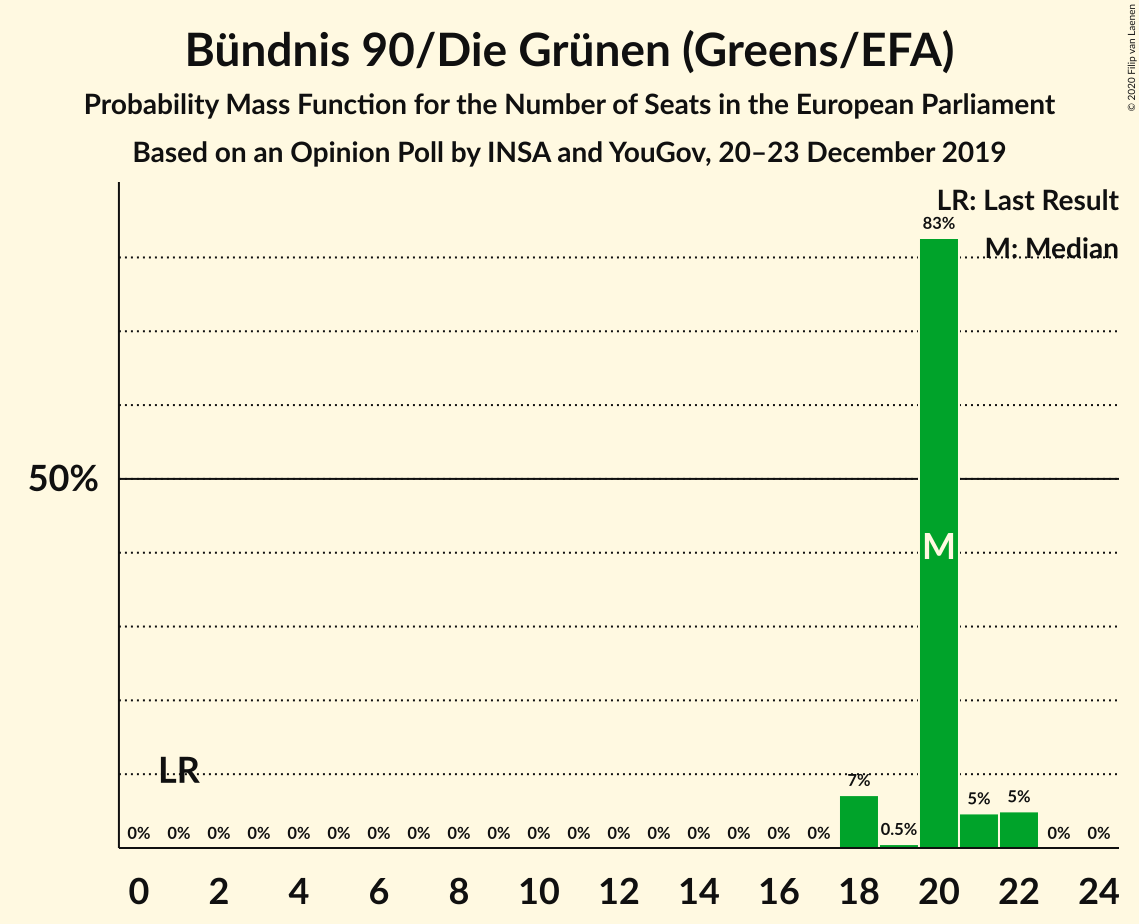 Bündnis 90/Die Grünen (Greens/EFA)
Probability Mass Function for the Number of Seats in the European Parliament
Based on an Opinion Poll by INSA and YouGov, 20–23 December 2019
© 2020 Filip van Laenen
LR: Last Result
83%
M: Median
50%
M
LR
7%
5% 5%
0% 0% 0% 0% 0% 0% 0% 0% 0% 0% 0% 0% 0% 0% 0% 0% 0% 0% 0.5% 0% 0%
0 2 4 6 8 10 12 14 16 18 20 22 24